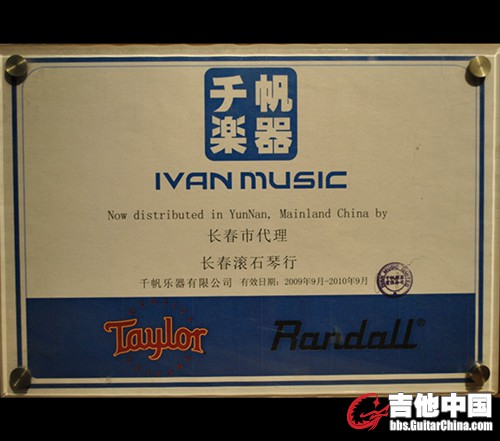 千帆
楽器
IVAN MUSIC
Now distributed in YunNan, Mainland China by
长春市代理
长春滚石琴行
千帆乐器有限公司 有效日期:2009年9月-2010年9月
Taylor Randall®
吉他中国
bbs.GuitarChina.com